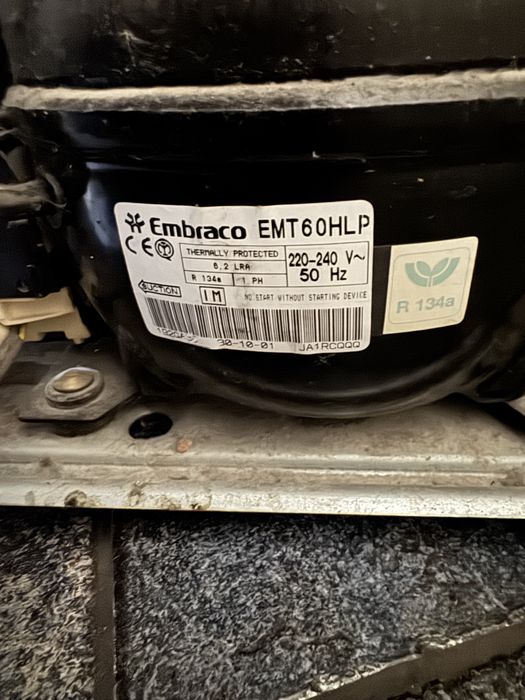 Embraco EMT60HLP
CE
THERMALLY PROTECTED
6,2 LRA
R 134a 1 PH
220-240 V~
50 Hz
SUCTION
IM
NO START WITHOUT STARTING DEVICE
30-10-01 JA1RCQQQ
R 134a